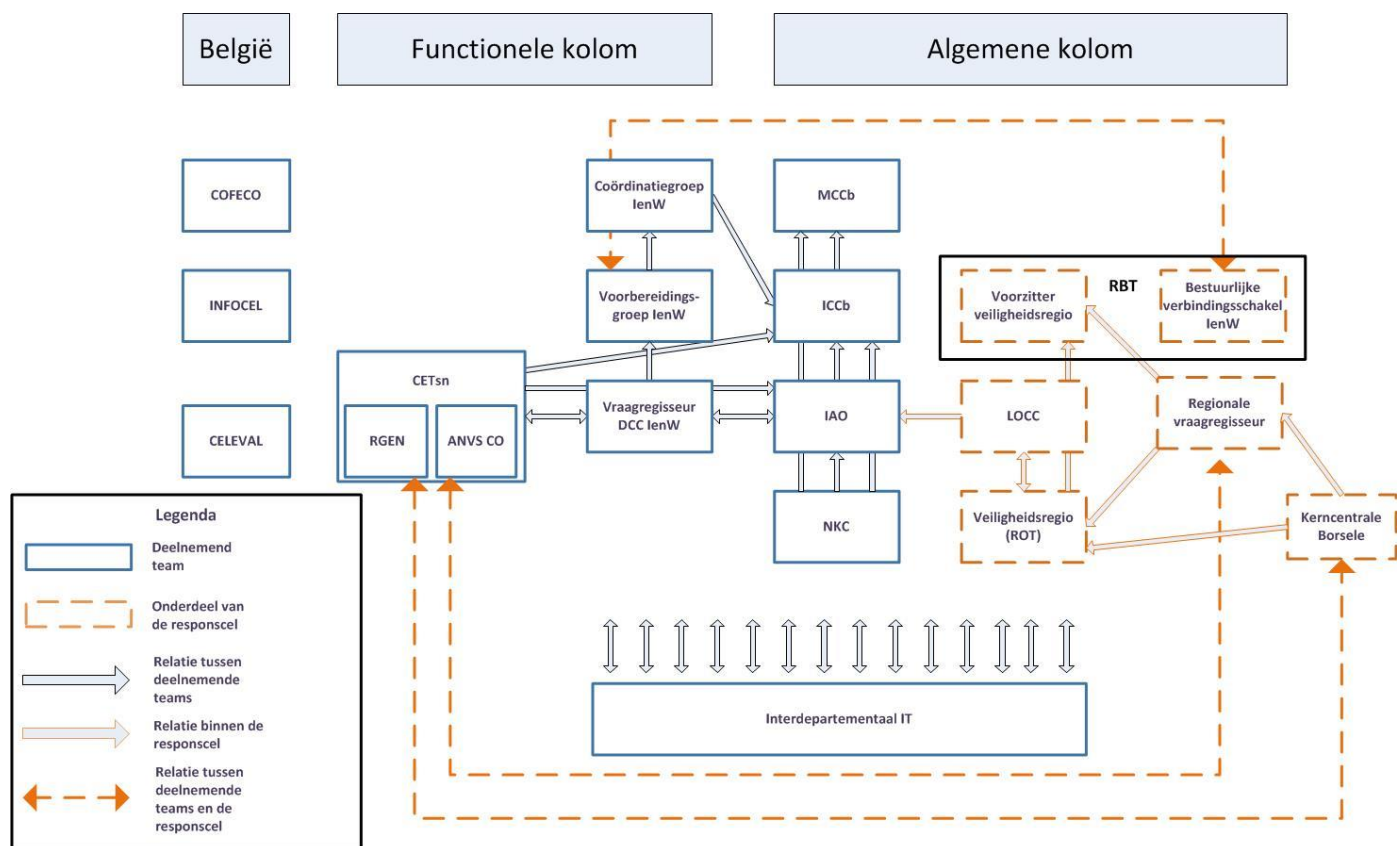 België
Functionele kolom
Algemene kolom
COFECO
Coördinatiegroep
IenW
MCCb
INFOCEL
Voorbereidings-
groep IenW
ICCb
Voorzitter
veiligheidsregio
RBT
Bestuurlijke
verbindingsschakel
IenW
CETsn
CELEVAL
RGEN
ANVS CO
Vraagregisseur
DCC IenW
IAO
LOCC
Regionale
vraagregisseur
NKC
Veiligheidsregio
(ROT)
Kerncentrale
Borsele
Interdepartementaal IT
Legenda
Deelnemend
team
Onderdeel van
de responscel
Relatie tussen
deelnemende
teams
Relatie binnen de
responscel
Relatie tussen
deelnemende
teams en de
responscel